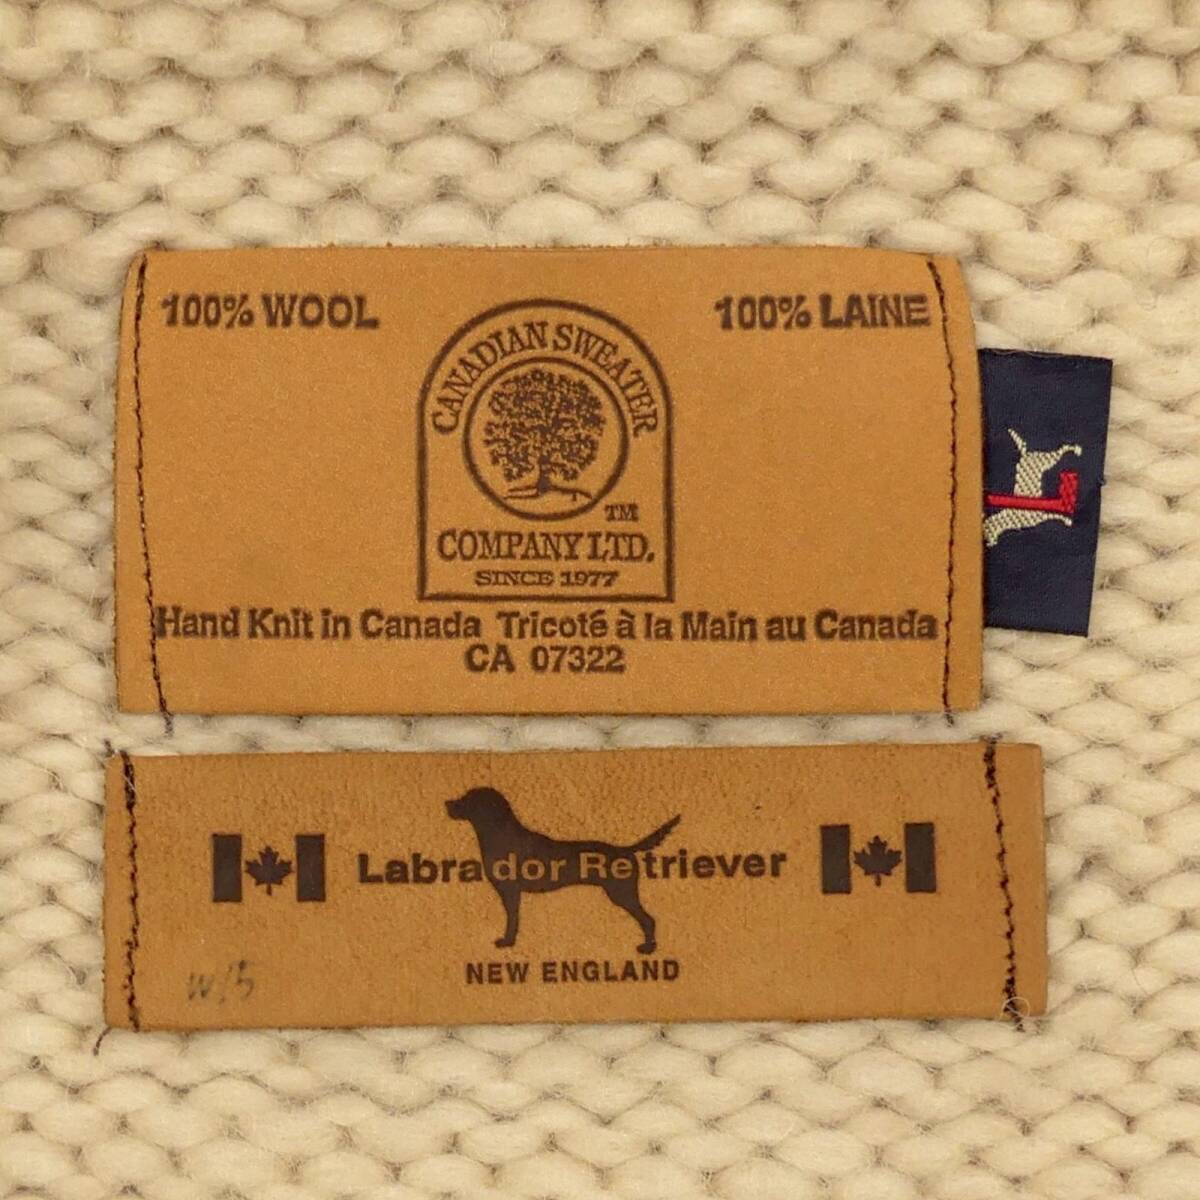 100% WOOL
100% LAINE
CANADIAN SWEATER
TM
COMPANY LTD.
SINCE 1977
Hand Knit in Canada Tricoté à la Main au Canada
CA 07322
L
Labrador Retriever
NEW ENGLAND
W/5